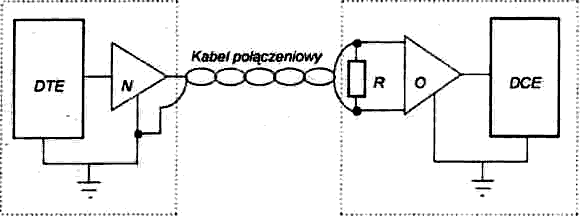 Kabel połączeniowy
DTE
N
R
O
DCE